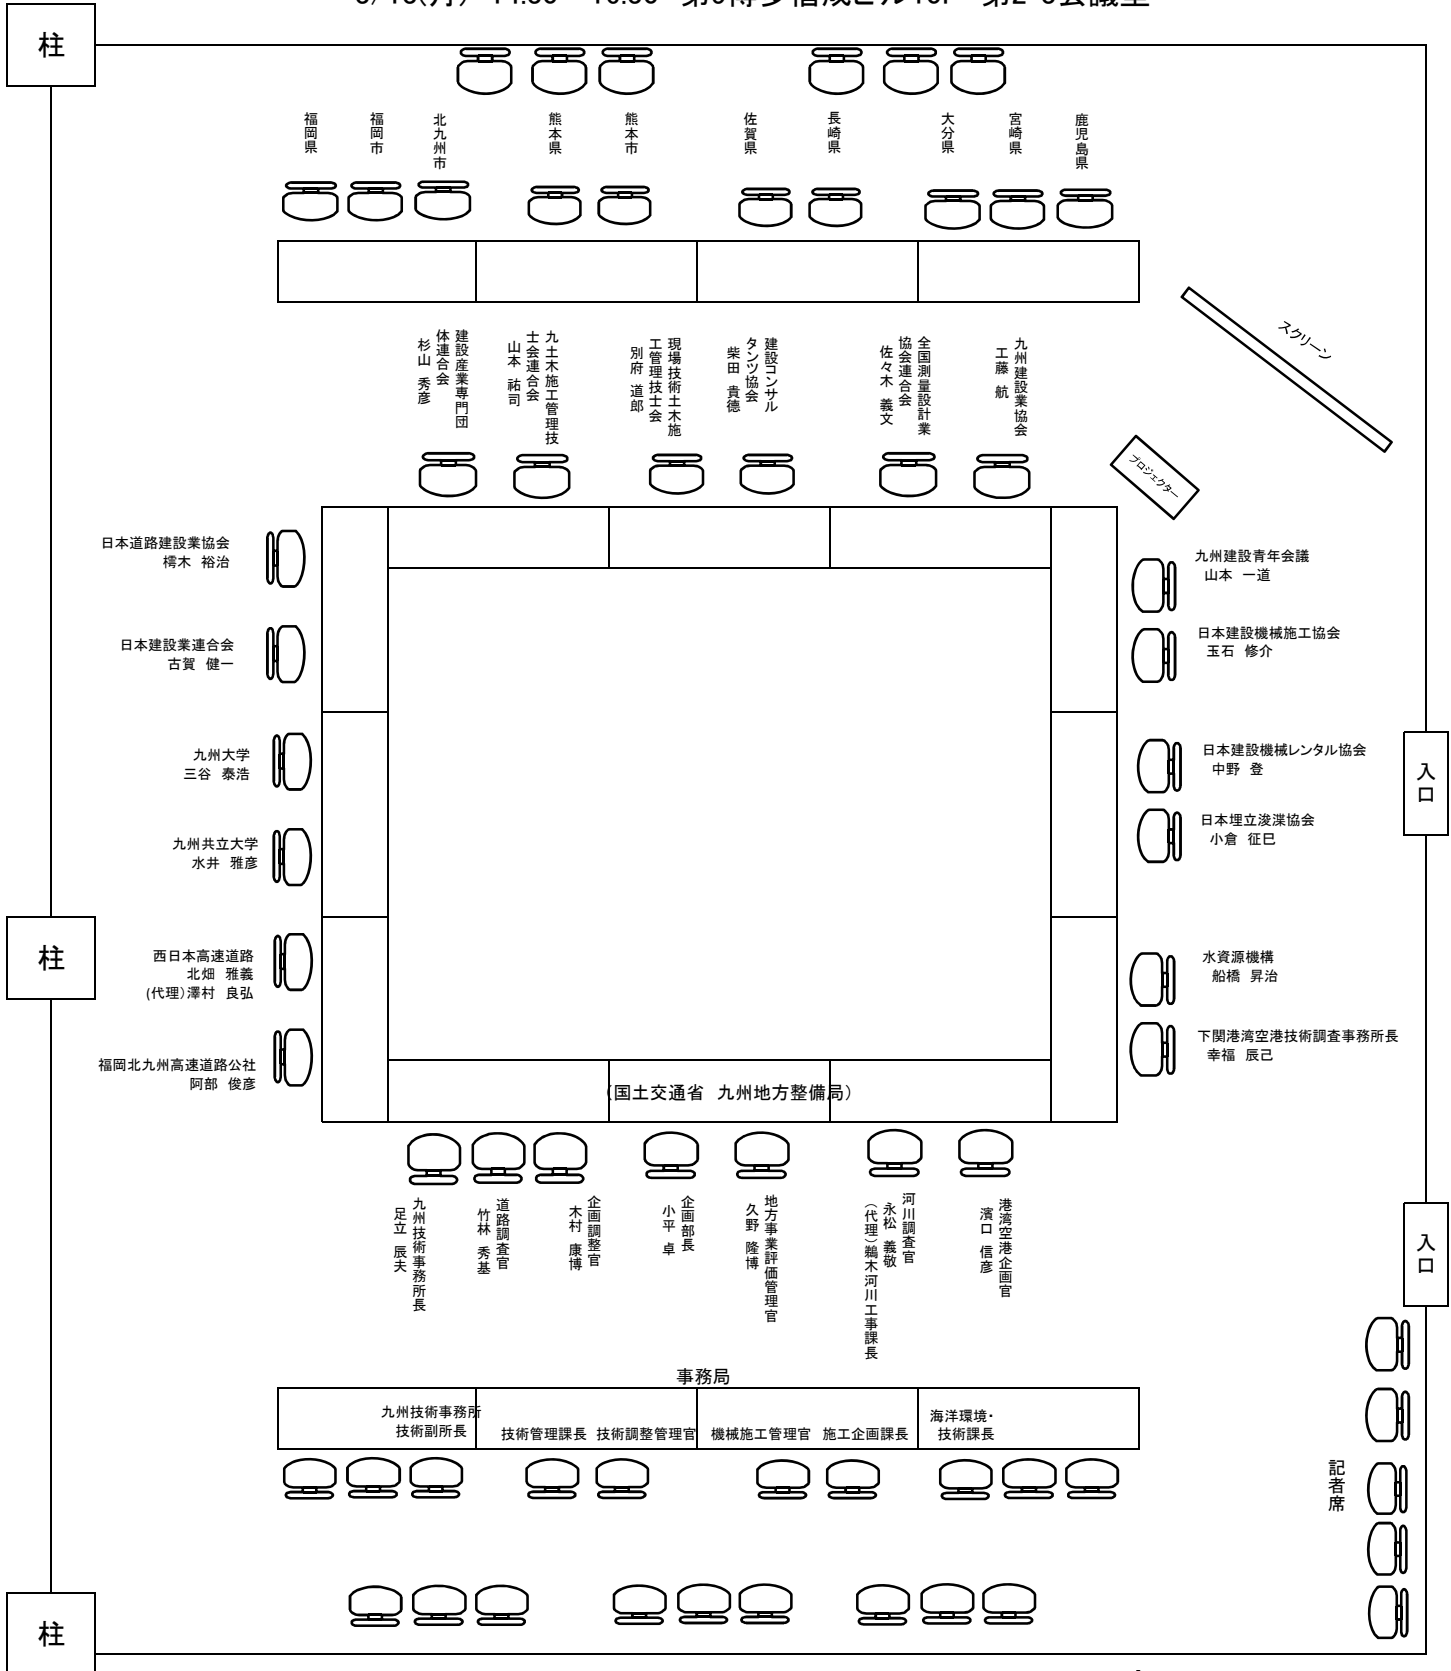 柱
福岡県
福岡市
北九州市
熊本県
熊本市
佐賀県
長崎県
大分県
宮崎県
鹿児島県
スクリーン
プロジェクター
建設産業専門団
体連合会
杉山 秀彦
九土木施工管理技
士会連合会
山本 祐司
現場技術土木施
工管理技士会
別府 道郎
建設コンサル
タンツ協会
柴田 貴徳
全国測量設計業
協会連合会
佐々木 義文
九州建設業協会
工藤 航
日本道路建設業協会
樗木 裕治
日本建設業連合会
古賀 健一
九州大学
三谷 泰浩
九州共立大学
水井 雅彦
西日本高速道路
北畑 雅義
(代理)澤村 良弘
福岡北九州高速道路公社
阿部 俊彦
柱
九州建設青年会議
山本 一道
日本建設機械施工協会
玉石 修介
日本建設機械レンタル協会
中野 登
日本埋立浚渫協会
小倉 征巳
水資源機構
船橋 昇治
下関港湾空港技術調査事務所長
幸福 辰己
入口
(国土交通省 九州地方整備局)
九州技術事務所長
足立 辰夫
道路調査官
竹林 秀基
企画調整官
木村 康博
企画部長
小平 卓
地方事業評価管理官
久野 隆博
河川調査官
永松 義敬
(代理)鵜木河川工事課長
港湾空港企画官
濱口 信彦
入口
事務局
九州技術事務所
技術副所長
技術管理課長 技術調整管理官
機械施工管理官 施工企画課長
海洋環境・
技術課長
記者席
柱